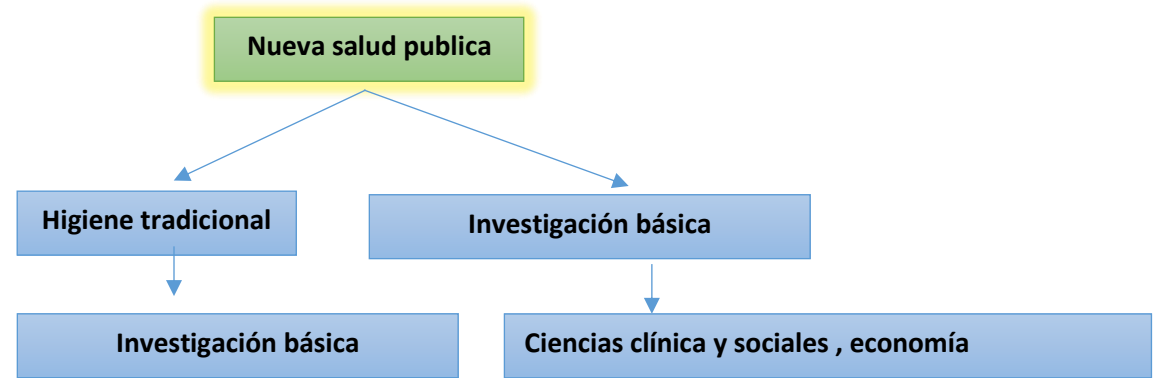 Nueva salud publica
Higiene tradicional
Investigación básica
Investigación básica
Ciencias clínica y sociales , economía